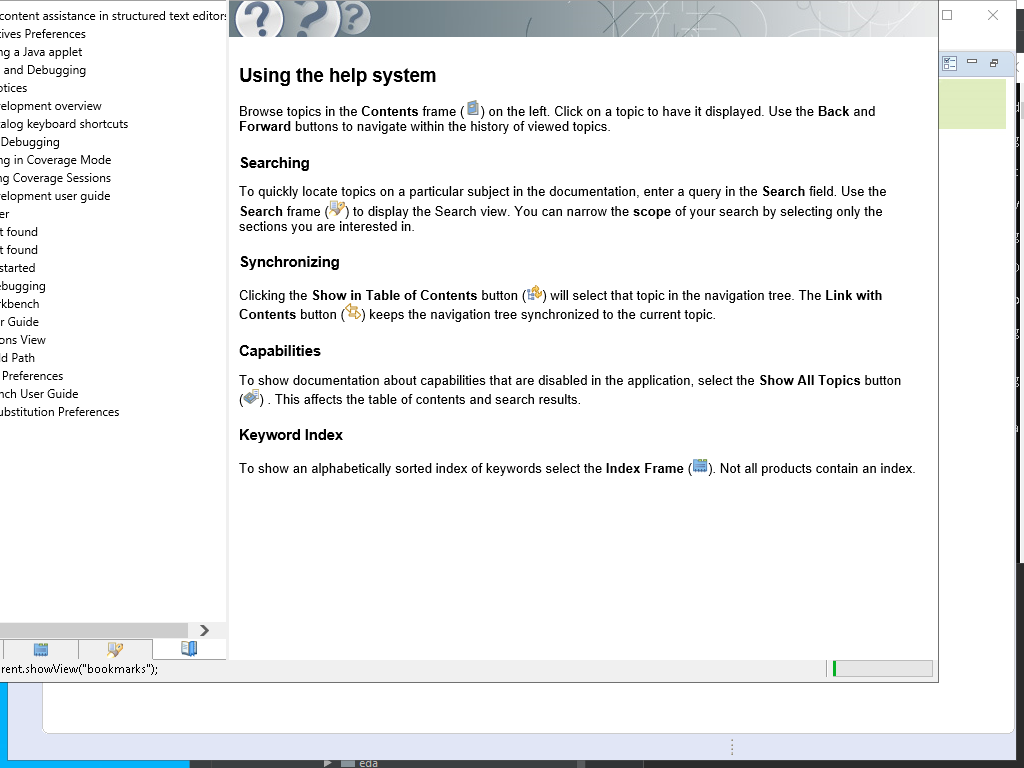 content assistance in structured text editors
tives Preferences
ng a Java applet
and Debugging
otices
elopment overview
alog keyboard shortcuts
Debugging
ng in Coverage Mode
ng Coverage Sessions
elopment user guide
er
t found
t found
started
ebugging
rkbench
r Guide
ons View
ld Path
Preferences
nch User Guide
ubstitution Preferences
Using the help system
Browse topics in the Contents frame ( ) on the left. Click on a topic to have it displayed. Use the Back and
Forward buttons to navigate within the history of viewed topics.
Searching
To quickly locate topics on a particular subject in the documentation, enter a query in the Search field. Use the
Search frame ( ) to display the Search view. You can narrow the scope of your search by selecting only the
sections you are interested in.
Synchronizing
Clicking the Show in Table of Contents button ( ) will select that topic in the navigation tree. The Link with
Contents button ( ) keeps the navigation tree synchronized to the current topic.
Capabilities
To show documentation about capabilities that are disabled in the application, select the Show All Topics button
( ) . This affects the table of contents and search results.
Keyword Index
To show an alphabetically sorted index of keywords select the Index Frame ( ). Not all products contain an index.
rent.showView("bookmarks");
eda